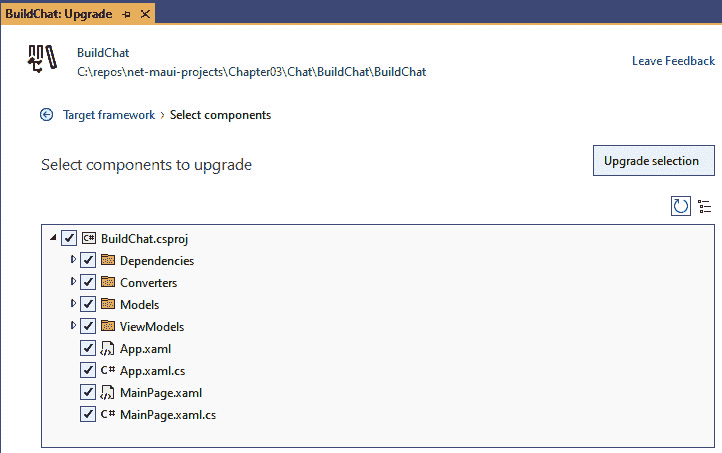 BuildChat: Upgrade
BuildChat
C:\repos\net-maui-projects\Chapter03\Chat\BuildChat\BuildChat
Leave Feedback
Target framework > Select components
Select components to upgrade
Upgrade selection
C# BuildChat.csproj
Dependencies
Converters
Models
ViewModels
App.xaml
C# App.xaml.cs
MainPage.xaml
C# MainPage.xaml.cs